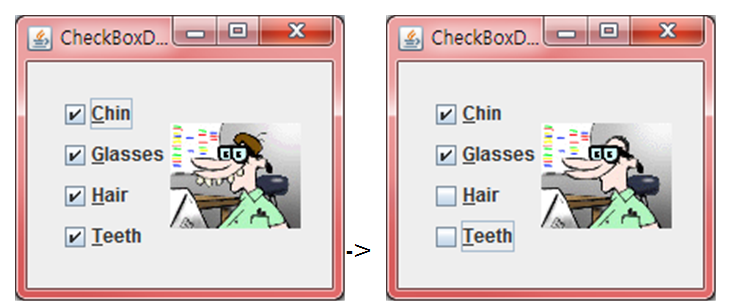 CheckBoxD...
Chin
Glasses
Hair
Teeth
->
CheckBoxD...
Chin
Glasses
Hair
Teeth